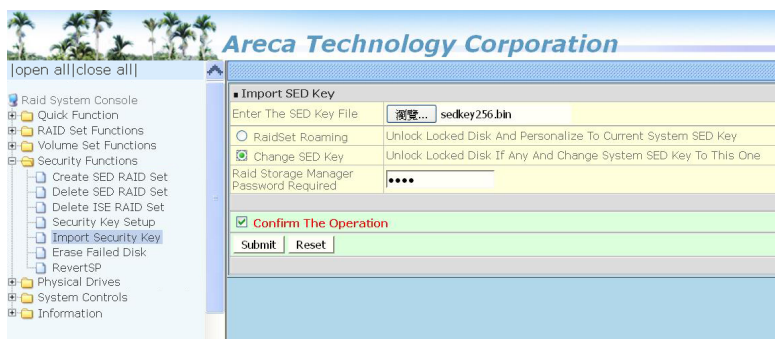 Areca Technology Corporation
|open all|close all|
Raid System Console
Quick Function
RAID Set Functions
Volume Set Functions
Security Functions
Create SED RAID Set
Delete SED RAID Set
Delete ISE RAID Set
Security Key Setup
Import Security Key
Erase Failed Disk
RevertSP
Physical Drives
System Controls
Information
Import SED Key
Enter The SED Key File 瀏覽... sedkey256.bin
RaidSet Roaming Unlock Locked Disk And Personalize To Current System SED Key
Change SED Key Unlock Locked Disk If Any And Change System SED Key To This One
Raid Storage Manager
Password Required ••••
Confirm The Operation
Submit Reset